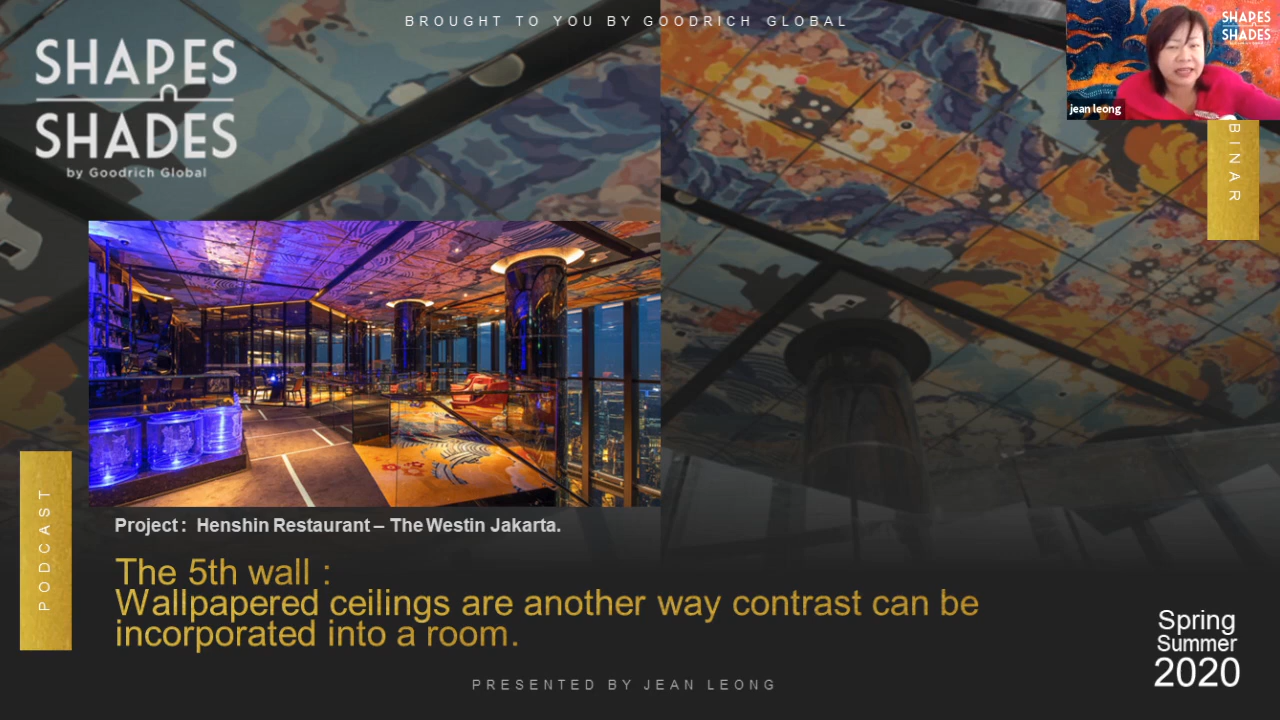 BROUGHT TO YOU BY GOODRICH GLOBAL
SHAPES
SHADES
by Goodrich Global
SHAPES
SHADES
jean leong
BINAR
PODCAST
Project : Henshin Restaurant – The Westin Jakarta.
The 5th wall :
Wallpapered ceilings are another way contrast can be
incorporated into a room.
Spring
Summer
2020
PRESENTED BY JEAN LEONG